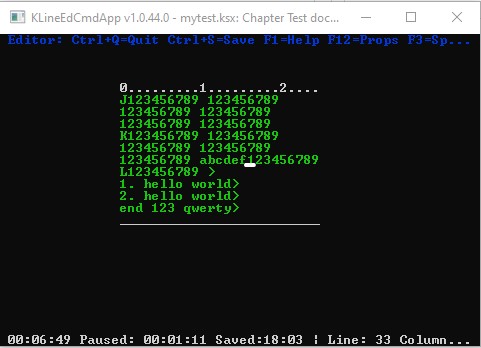 KLineEdCmdApp v1.0.44.0 - mytest.ksx: Chapter Test doc...
Editor: Ctrl+Q=Quit Ctrl+S=Save F1=Help F12=Props F3=Sp...
0.........1.........2....
J123456789 123456789
123456789 123456789
123456789 123456789
K123456789 123456789
123456789 123456789
123456789 abcdef123456789
L123456789 >
1. hello world>
2. hello world>
end 123 qwerty>
00:06:49 Paused: 00:01:11 Saved:18:03 | Line: 33 Column...